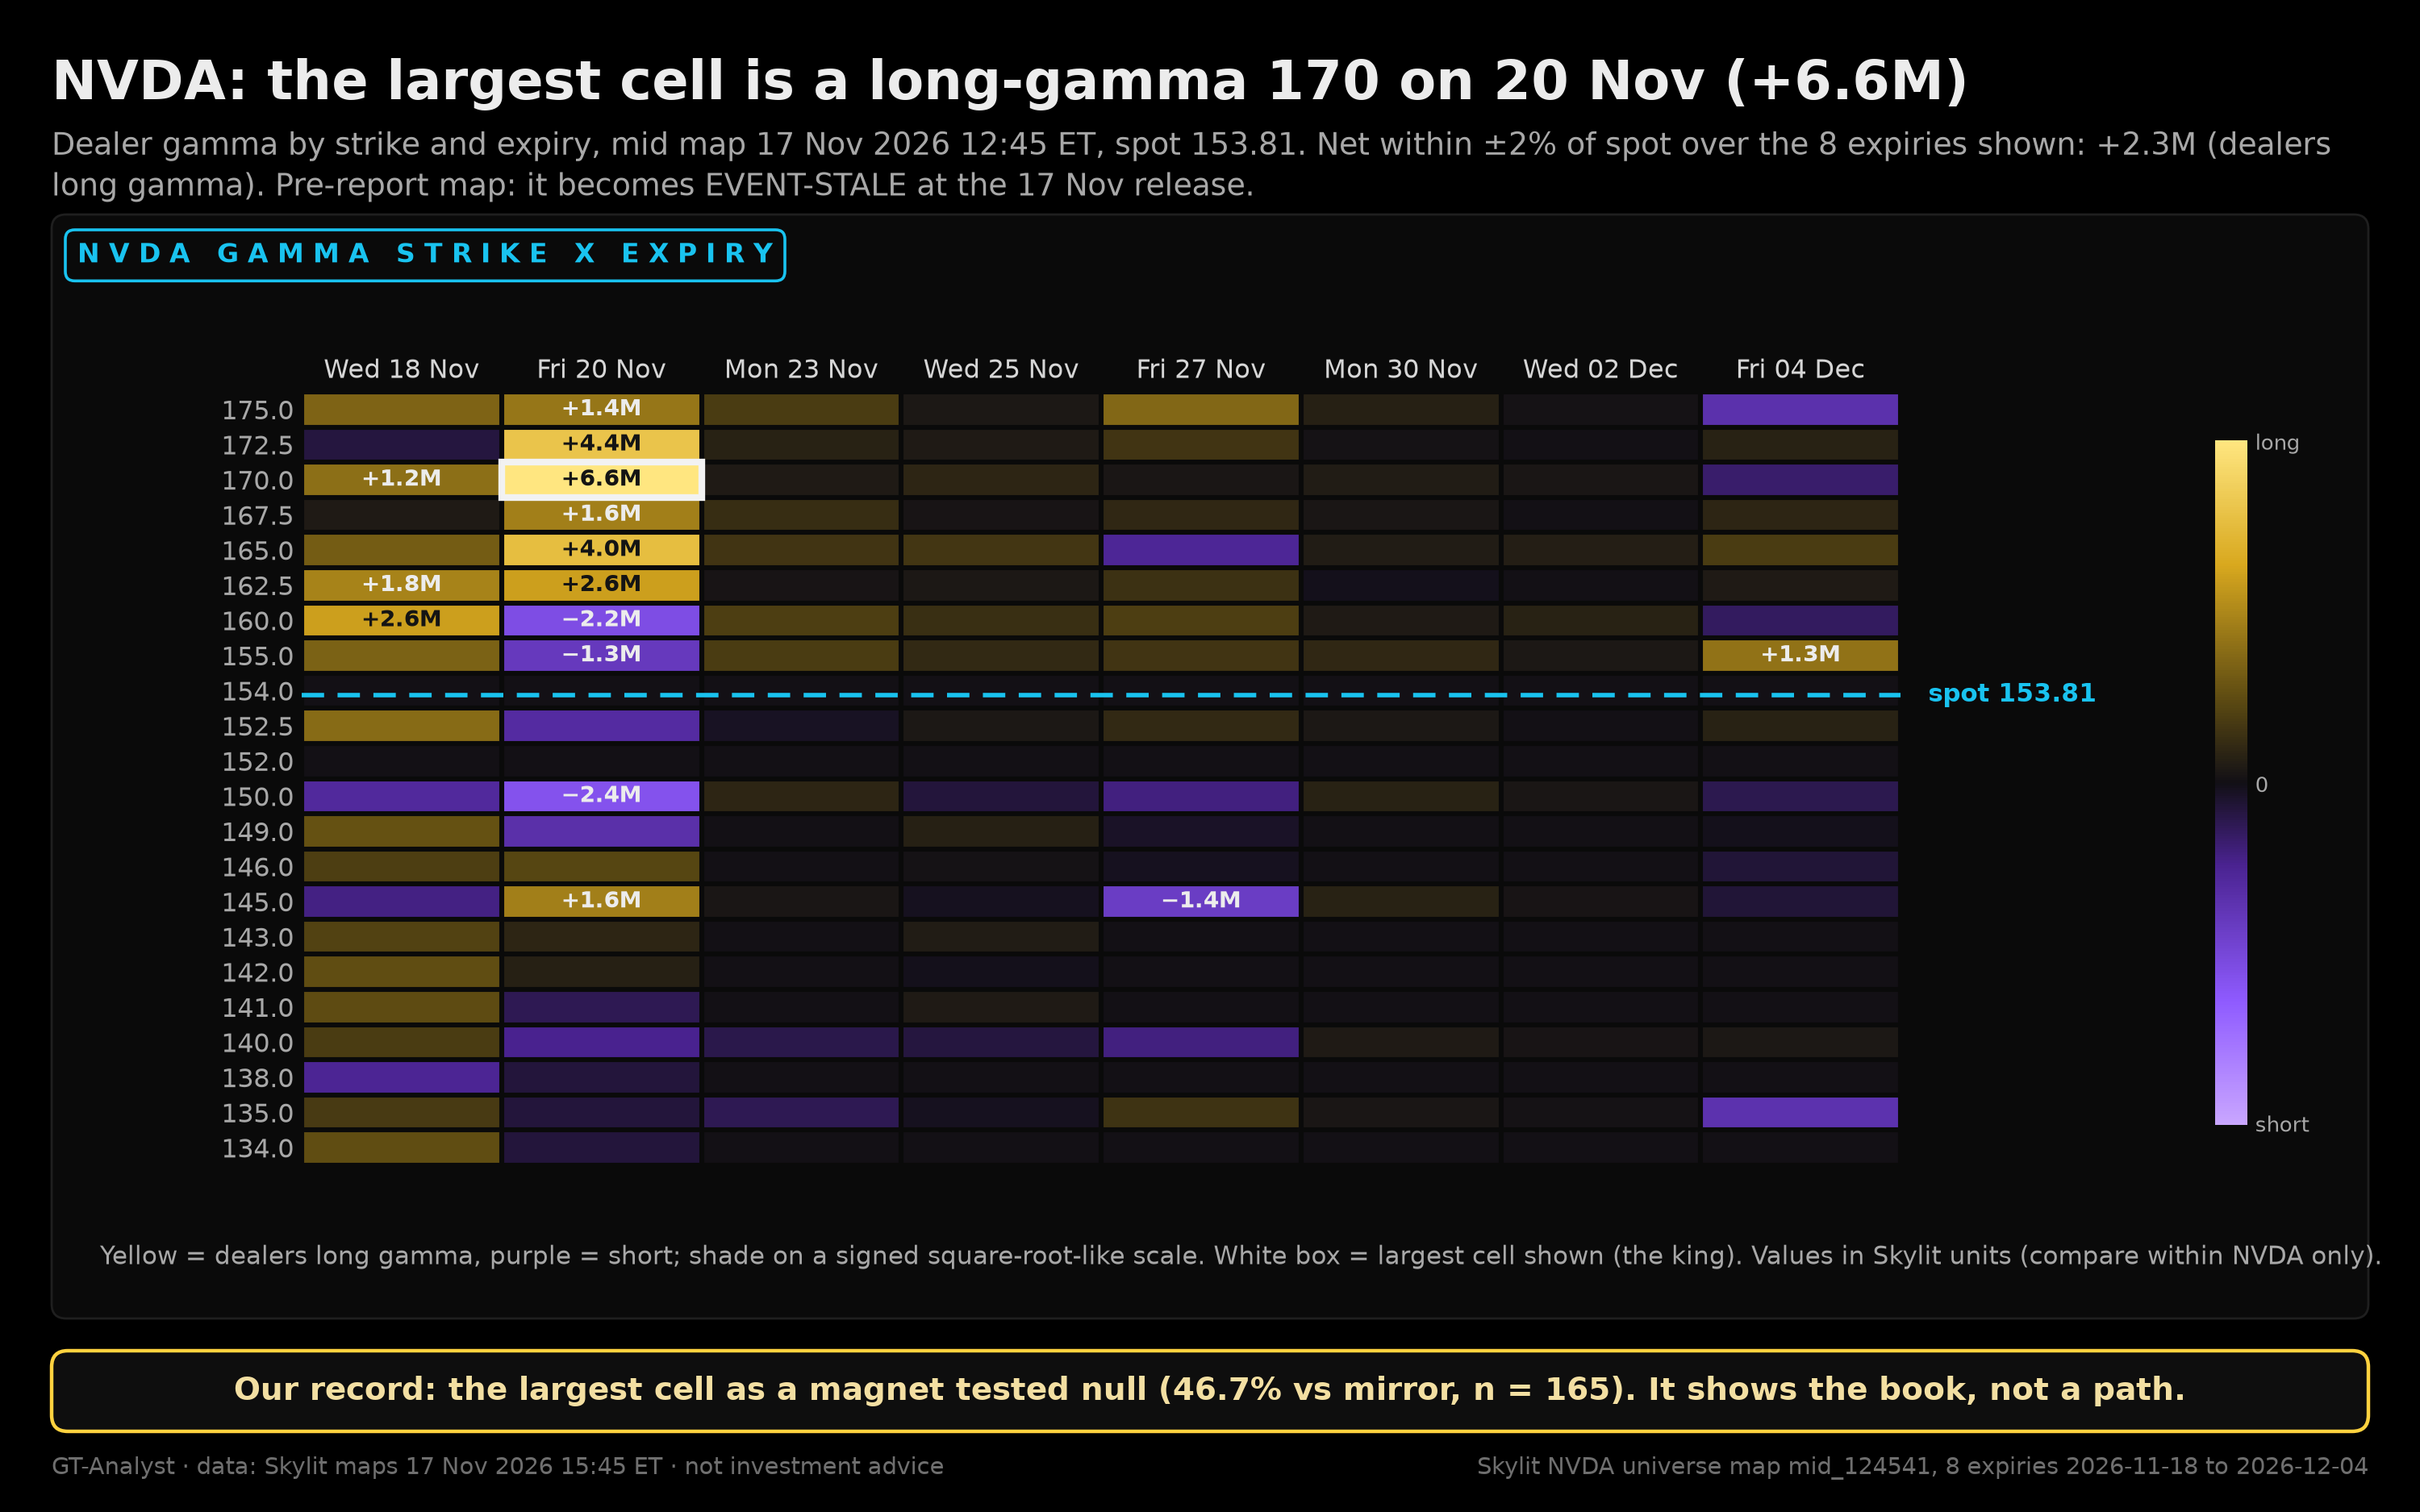 NVDA: the largest cell is a long-gamma 170 on 20 Nov (+6.6M)
Dealer gamma by strike and expiry, mid map 17 Nov 2026 12:45 ET, spot 153.81. Net within ±2% of spot over the 8 expiries shown: +2.3M (dealers
long gamma). Pre-report map: it becomes EVENT-STALE at the 17 Nov release.
NVDA GAMMA STRIKE X EXPIRY
Wed 18 Nov Fri 20 Nov Mon 23 Nov Wed 25 Nov Fri 27 Nov Mon 30 Nov Wed 02 Dec Fri 04 Dec
175.0 +1.4M
172.5 +4.4M long
170.0 +1.2M +6.6M
167.5 +1.6M
165.0 +4.0M
162.5 +1.8M +2.6M
160.0 +2.6M −2.2M
155.0 −1.3M +1.3M
154.0 spot 153.81
152.5
152.0
150.0 −2.4M 0
149.0
146.0
145.0 +1.6M −1.4M
143.0
142.0
141.0
140.0
138.0
135.0 short
134.0
Yellow = dealers long gamma, purple = short; shade on a signed square-root-like scale. White box = largest cell shown (the king). Values in Skylit units (compare within NVDA only).
Our record: the largest cell as a magnet tested null (46.7% vs mirror, n = 165). It shows the book, not a path.
GT-Analyst · data: Skylit maps 17 Nov 2026 15:45 ET · not investment advice
Skylit NVDA universe map mid_124541, 8 expiries 2026-11-18 to 2026-12-04